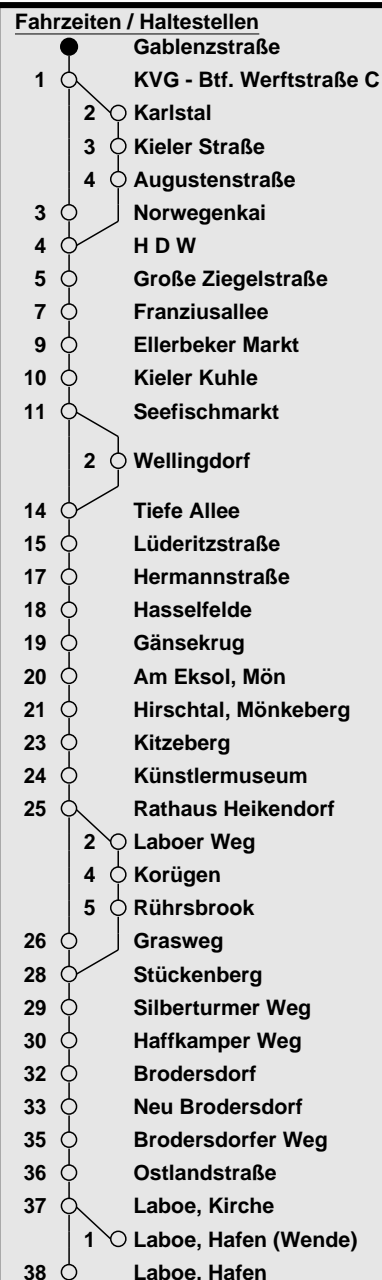 Fahrzeiten / Haltestellen
Gablenzstraße
1 KVG - Btf. Werftstraße C
2 Karlstal
3 Kieler Straße
4 Augustenstraße
3 Norwegenkai
4 H D W
5 Große Ziegelstraße
7 Franziusallee
9 Ellerbeker Markt
10 Kieler Kuhle
11 Seefischmarkt
2 Wellingdorf
14 Tiefe Allee
15 Lüderitzstraße
17 Hermannstraße
18 Hasselfelde
19 Gänsekrug
20 Am Eksol, Mön
21 Hirschtal, Mönkeberg
23 Kitzeberg
24 Künstlermuseum
25 Rathaus Heikendorf
2 Laboer Weg
4 Korügen
5 Rührsbrook
26 Grasweg
28 Stückenberg
29 Silberturmer Weg
30 Haffkamper Weg
32 Brodersdorf
33 Neu Brodersdorf
35 Brodersdorfer Weg
36 Ostlandstraße
37 Laboe, Kirche
1 Laboe, Hafen (Wende)
38 Laboe, Hafen